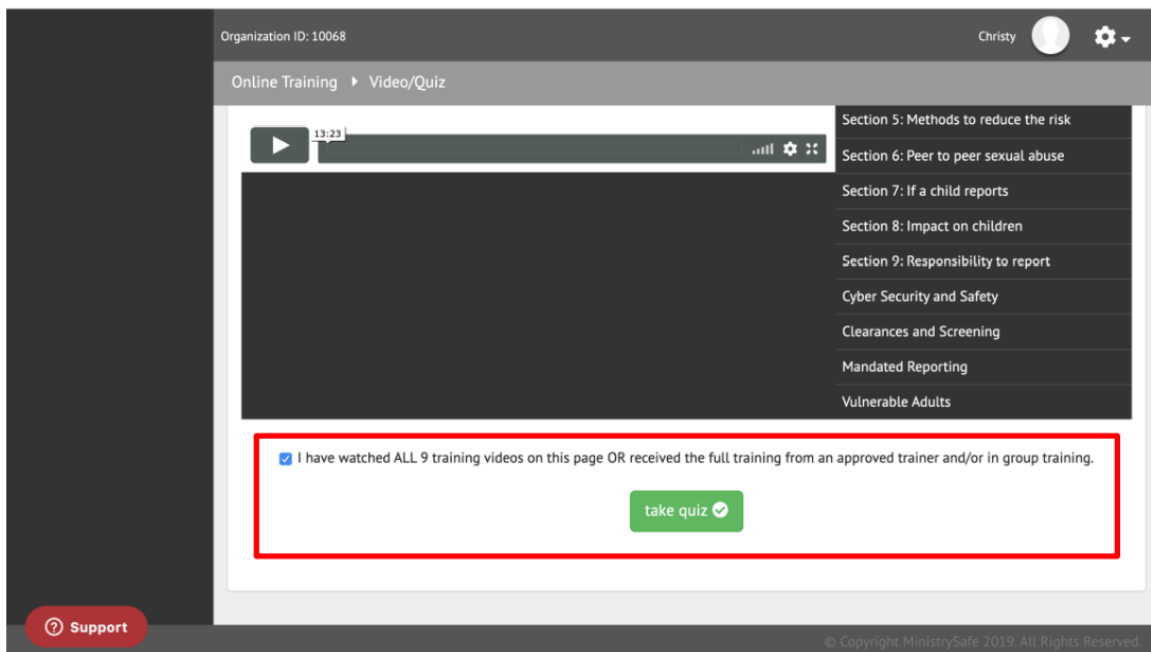 Organization ID: 10068
Christy
Online Training
Video/Quiz
13:23
Section 5: Methods to reduce the risk
Section 6: Peer to peer sexual abuse
Section 7: If a child reports
Section 8: Impact on children
Section 9: Responsibility to report
Cyber Security and Safety
Clearances and Screening
Mandated Reporting
Vulnerable Adults
I have watched ALL 9 training videos on this page OR received the full training from an approved trainer and/or in group training.
take quiz
Support
© Copyright MinistrySafe 2019. All Rights Reserved.